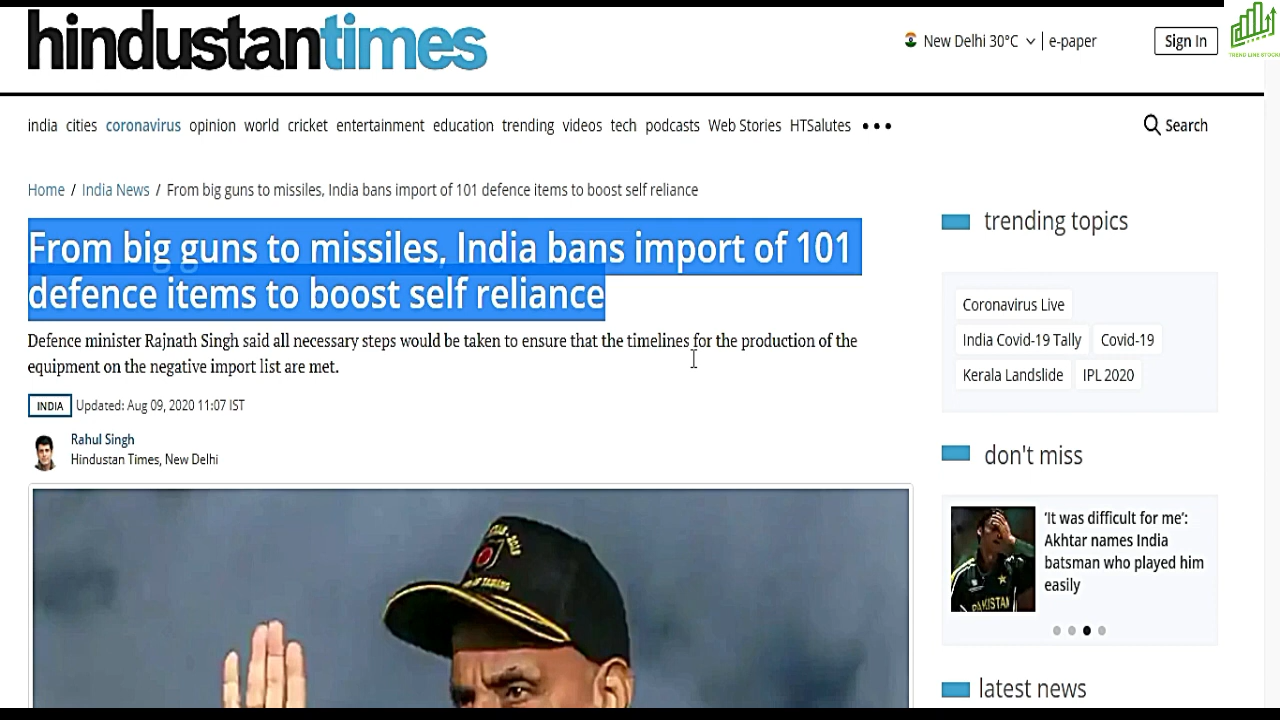 hindustantimes
New Delhi 30°C
e-paper
Sign In
TREND LINE STOCKS
india cities coronavirus opinion world cricket entertainment education trending videos tech podcasts Web Stories HTSalutes
Search
Home / India News / From big guns to missiles, India bans import of 101 defence items to boost self reliance
From big guns to missiles, India bans import of 101
defence items to boost self reliance
Defence minister Rajnath Singh said all necessary steps would be taken to ensure that the timelines for the production of the
equipment on the negative import list are met.
INDIA Updated: Aug 09, 2020 11:07 IST
Rahul Singh
Hindustan Times, New Delhi
trending topics
Coronavirus Live
India Covid-19 Tally Covid-19
Kerala Landslide IPL 2020
don't miss
‘It was difficult for me’:
Akhtar names India
batsman who played him
easily
PAKISTAN
latest news